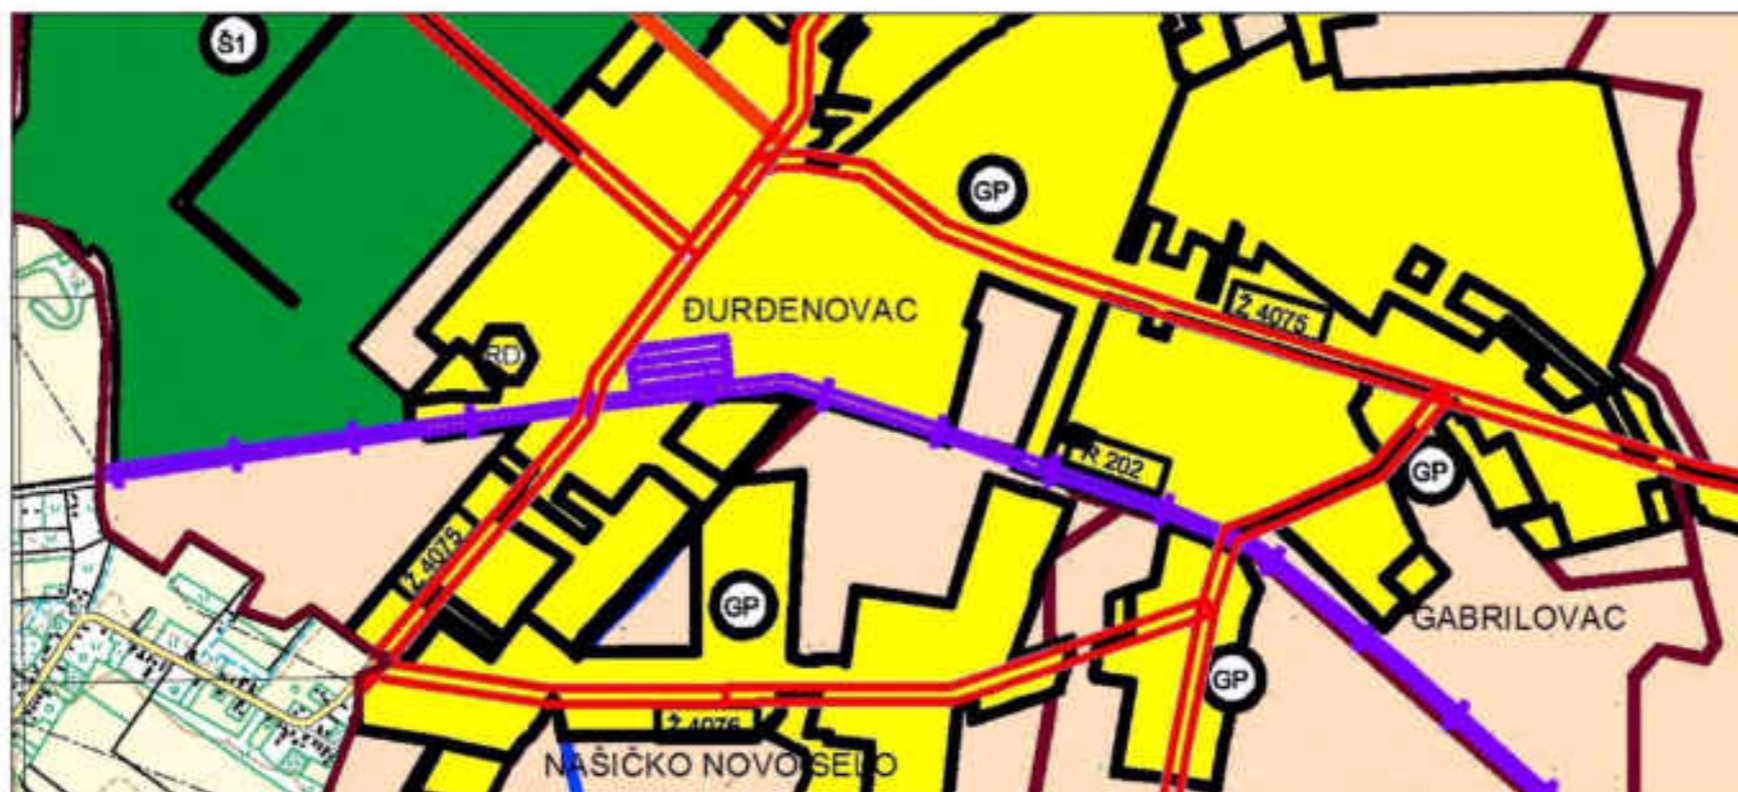 Š1
GP
ĐURĐENOVAC
Ž 4075
RD
R 202
GP
Ž 4075
GP
GABRILOVAC
GP
Ž 4076
NAŠIČKO NOVO SELO